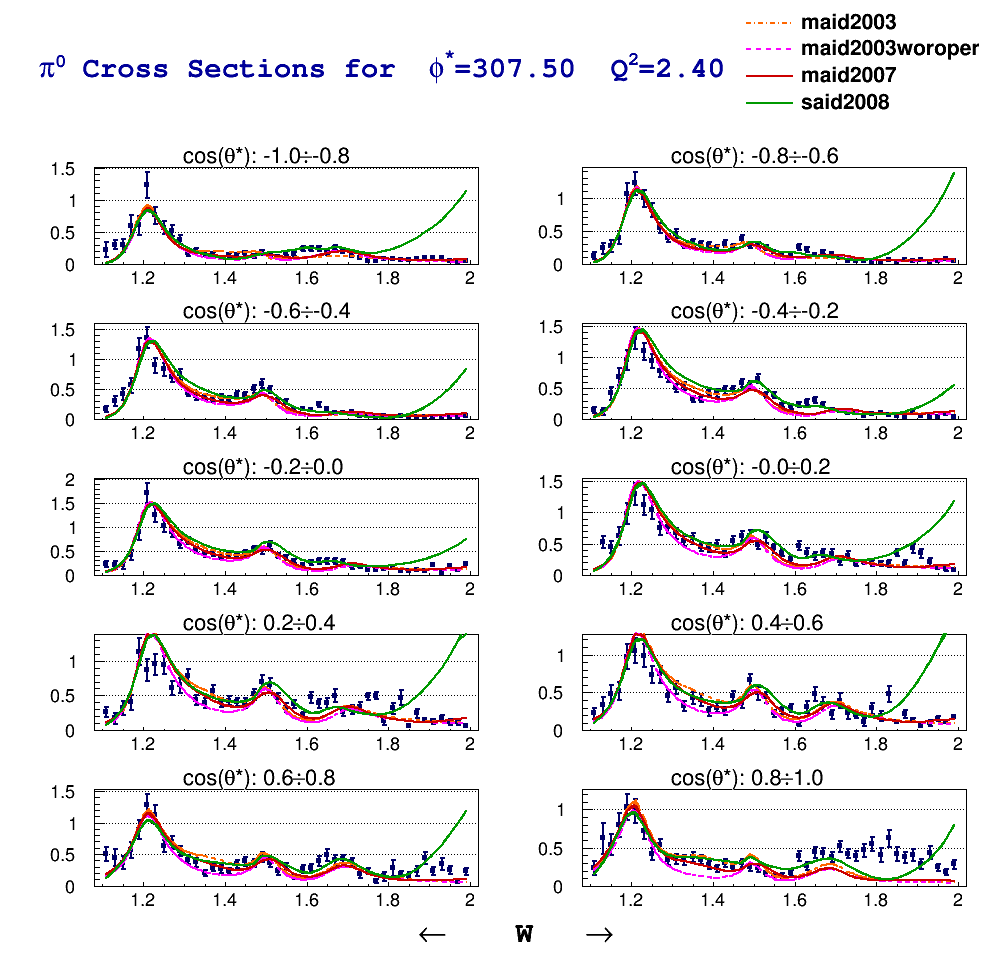 maid2003
maid2003woroper
maid2007
said2008
π⁰ Cross Sections for φ*=307.50 Q²=2.40
cos(θ*): -1.0÷-0.8
1.5
1
0.5
0
1.2 1.4 1.6 1.8 2
cos(θ*): -0.8÷-0.6
1
0.5
0
1.2 1.4 1.6 1.8 2
cos(θ*): -0.6÷-0.4
1.5
1
0.5
0
1.2 1.4 1.6 1.8 2
cos(θ*): -0.4÷-0.2
1.5
1
0.5
0
1.2 1.4 1.6 1.8 2
cos(θ*): -0.2÷0.0
2
1.5
1
0.5
0
1.2 1.4 1.6 1.8 2
cos(θ*): -0.0÷0.2
1.5
1
0.5
0
1.2 1.4 1.6 1.8 2
cos(θ*): 0.2÷0.4
1
0.5
0
1.2 1.4 1.6 1.8 2
cos(θ*): 0.4÷0.6
1
0.5
0
1.2 1.4 1.6 1.8 2
cos(θ*): 0.6÷0.8
1.5
1
0.5
0
1.2 1.4 1.6 1.8 2
cos(θ*): 0.8÷1.0
1
0.5
0
1.2 1.4 1.6 1.8 2
← W →